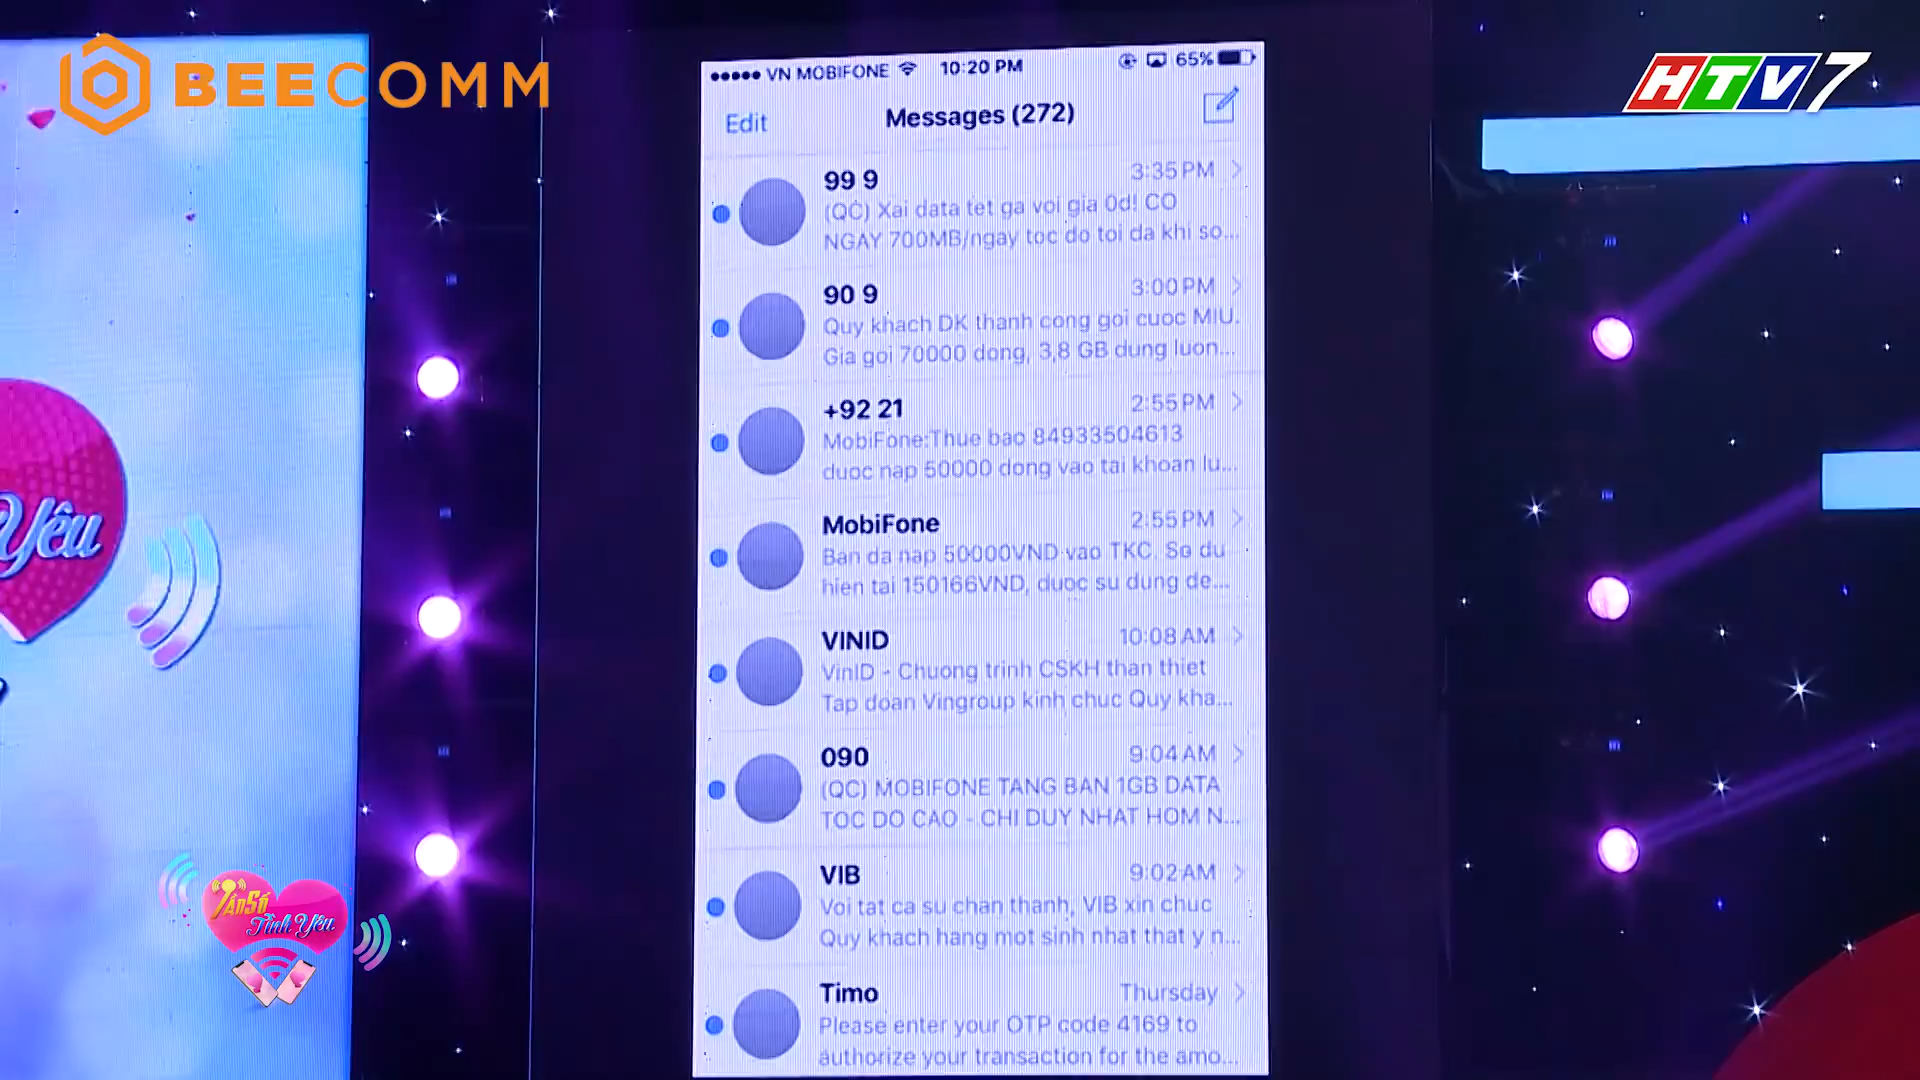 BEECOMM
HTV7
VN MOBIFONE 10:20 PM 65%
Edit Messages (272)
99 9 3:35 PM
(QC) Xai data tet ga voi gia 0d! CO
NGAY 700MB/ngay toc do toi da khi so...
90 9 3:00 PM
Quy khach DK thanh cong goi cuoc MIU.
Gia goi 70000 dong, 3,8 GB dung luon...
+92 21 2:55 PM
MobiFone:Thue bao 84933504613
duoc nap 50000 dong vao tai khoan lu...
MobiFone 2:55 PM
Ban da nap 50000VND vao TKC. So du
hien tai 150166VND, duoc su dung de...
VINID 10:08 AM
VinID - Chuong trinh CSKH than thiet
Tap doan Vingroup kinh chuc Quy kha...
090 9:04 AM
(QC) MOBIFONE TANG BAN 1GB DATA
TOC DO CAO - CHI DUY NHAT HOM N...
VIB 9:02 AM
Voi tat ca su chan thanh, VIB xin chuc
Quy khach hang mot sinh nhat that y n...
Timo Thursday
Please enter your OTP code 4169 to
authorize your transaction for the amo...
Yêu
Tần Số
Tình Yêu